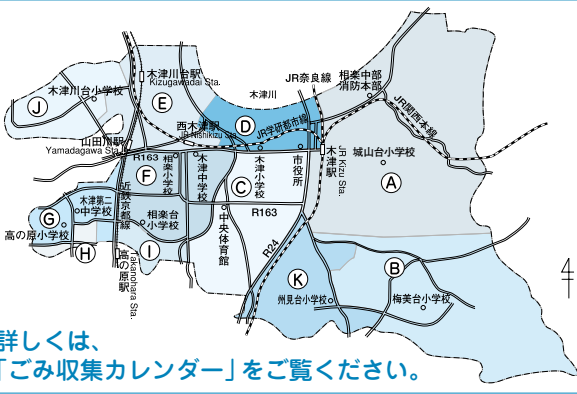 木津川台駅
Kizugawadai Sta.
木津川
JR奈良線
相楽中部
消防本部
木津川台小学校
J
E
D
西木津駅
JR Nishikizu Sta.
JR学研都市線
JR関西本線
山田川駅
Yamadagawa Sta.
R163
F
相楽小学校
木津中学校
C
木津小学校
市役所
木津駅
JR Kizu Sta.
城山台小学校
A
近鉄京都線
木津第二
中学校
G
高の原小学校
H
相楽台
小学校
I
高の原駅
Takanohara Sta.
中央体育館
R163
R24
K
州見台小学校
B
梅美台小学校
詳しくは、
「ごみ収集カレンダー」をご覧ください。